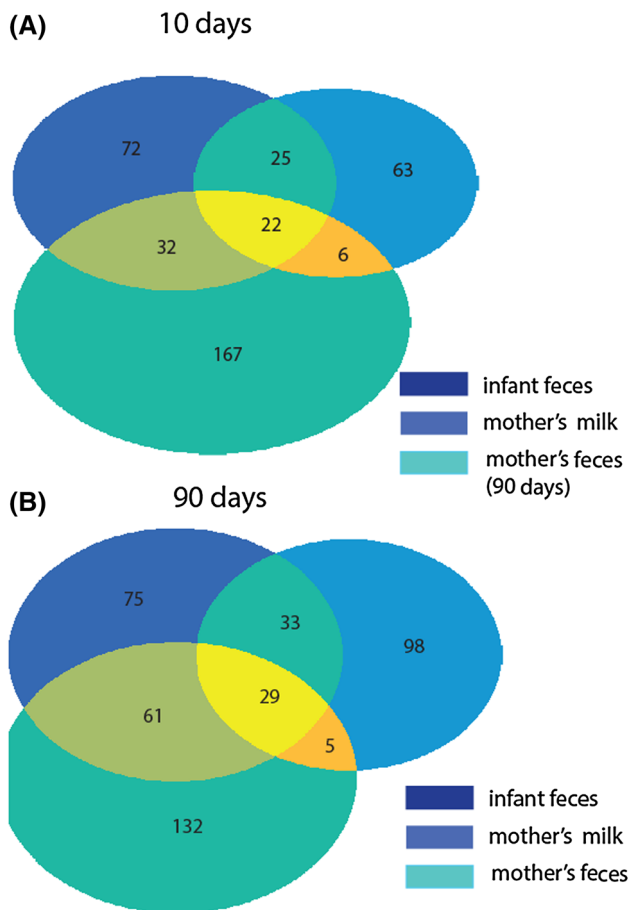 (A) 10 days
72
25
63
22
32
6
167
infant feces
mother's milk
mother's feces
(90 days)
(B) 90 days
75
33
98
29
61
5
132
infant feces
mother's milk
mother's feces